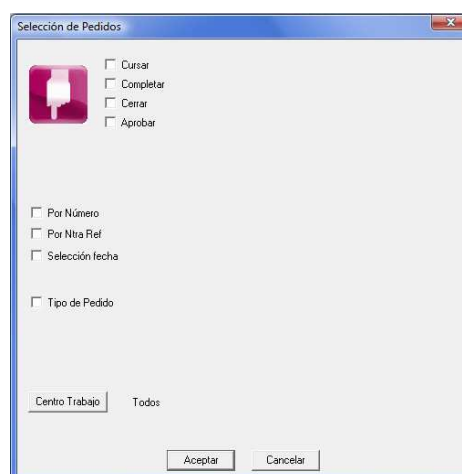 Selección de Pedidos
Cursar
Completar
Cerrar
Aprobar
Por Número
Por Ntra Ref
Selección fecha
Tipo de Pedido
Centro Trabajo Todos
Aceptar Cancelar